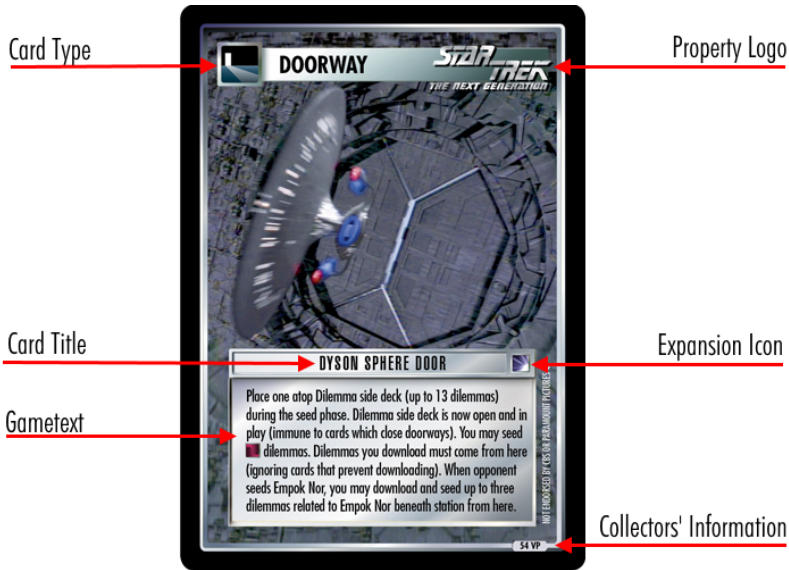 Card Type
DOORWAY
STAR TREK
THE NEXT GENERATION
Property Logo
Card Title
DYSON SPHERE DOOR
Expansion Icon
Gametext
Place one atop Dilemma side deck (up to 13 dilemmas)
during the seed phase. Dilemma side deck is now open and in
play (immune to cards which close doorways). You may seed
dilemmas. Dilemmas you download must come from here
(ignoring cards that prevent downloading). When opponent
seeds Empok Nor, you may download and seed up to three
dilemmas related to Empok Nor beneath station from here.
NOT ENDORSED BY CBS OR PARAMOUNT PICTURES
Collectors' Information
54 VP